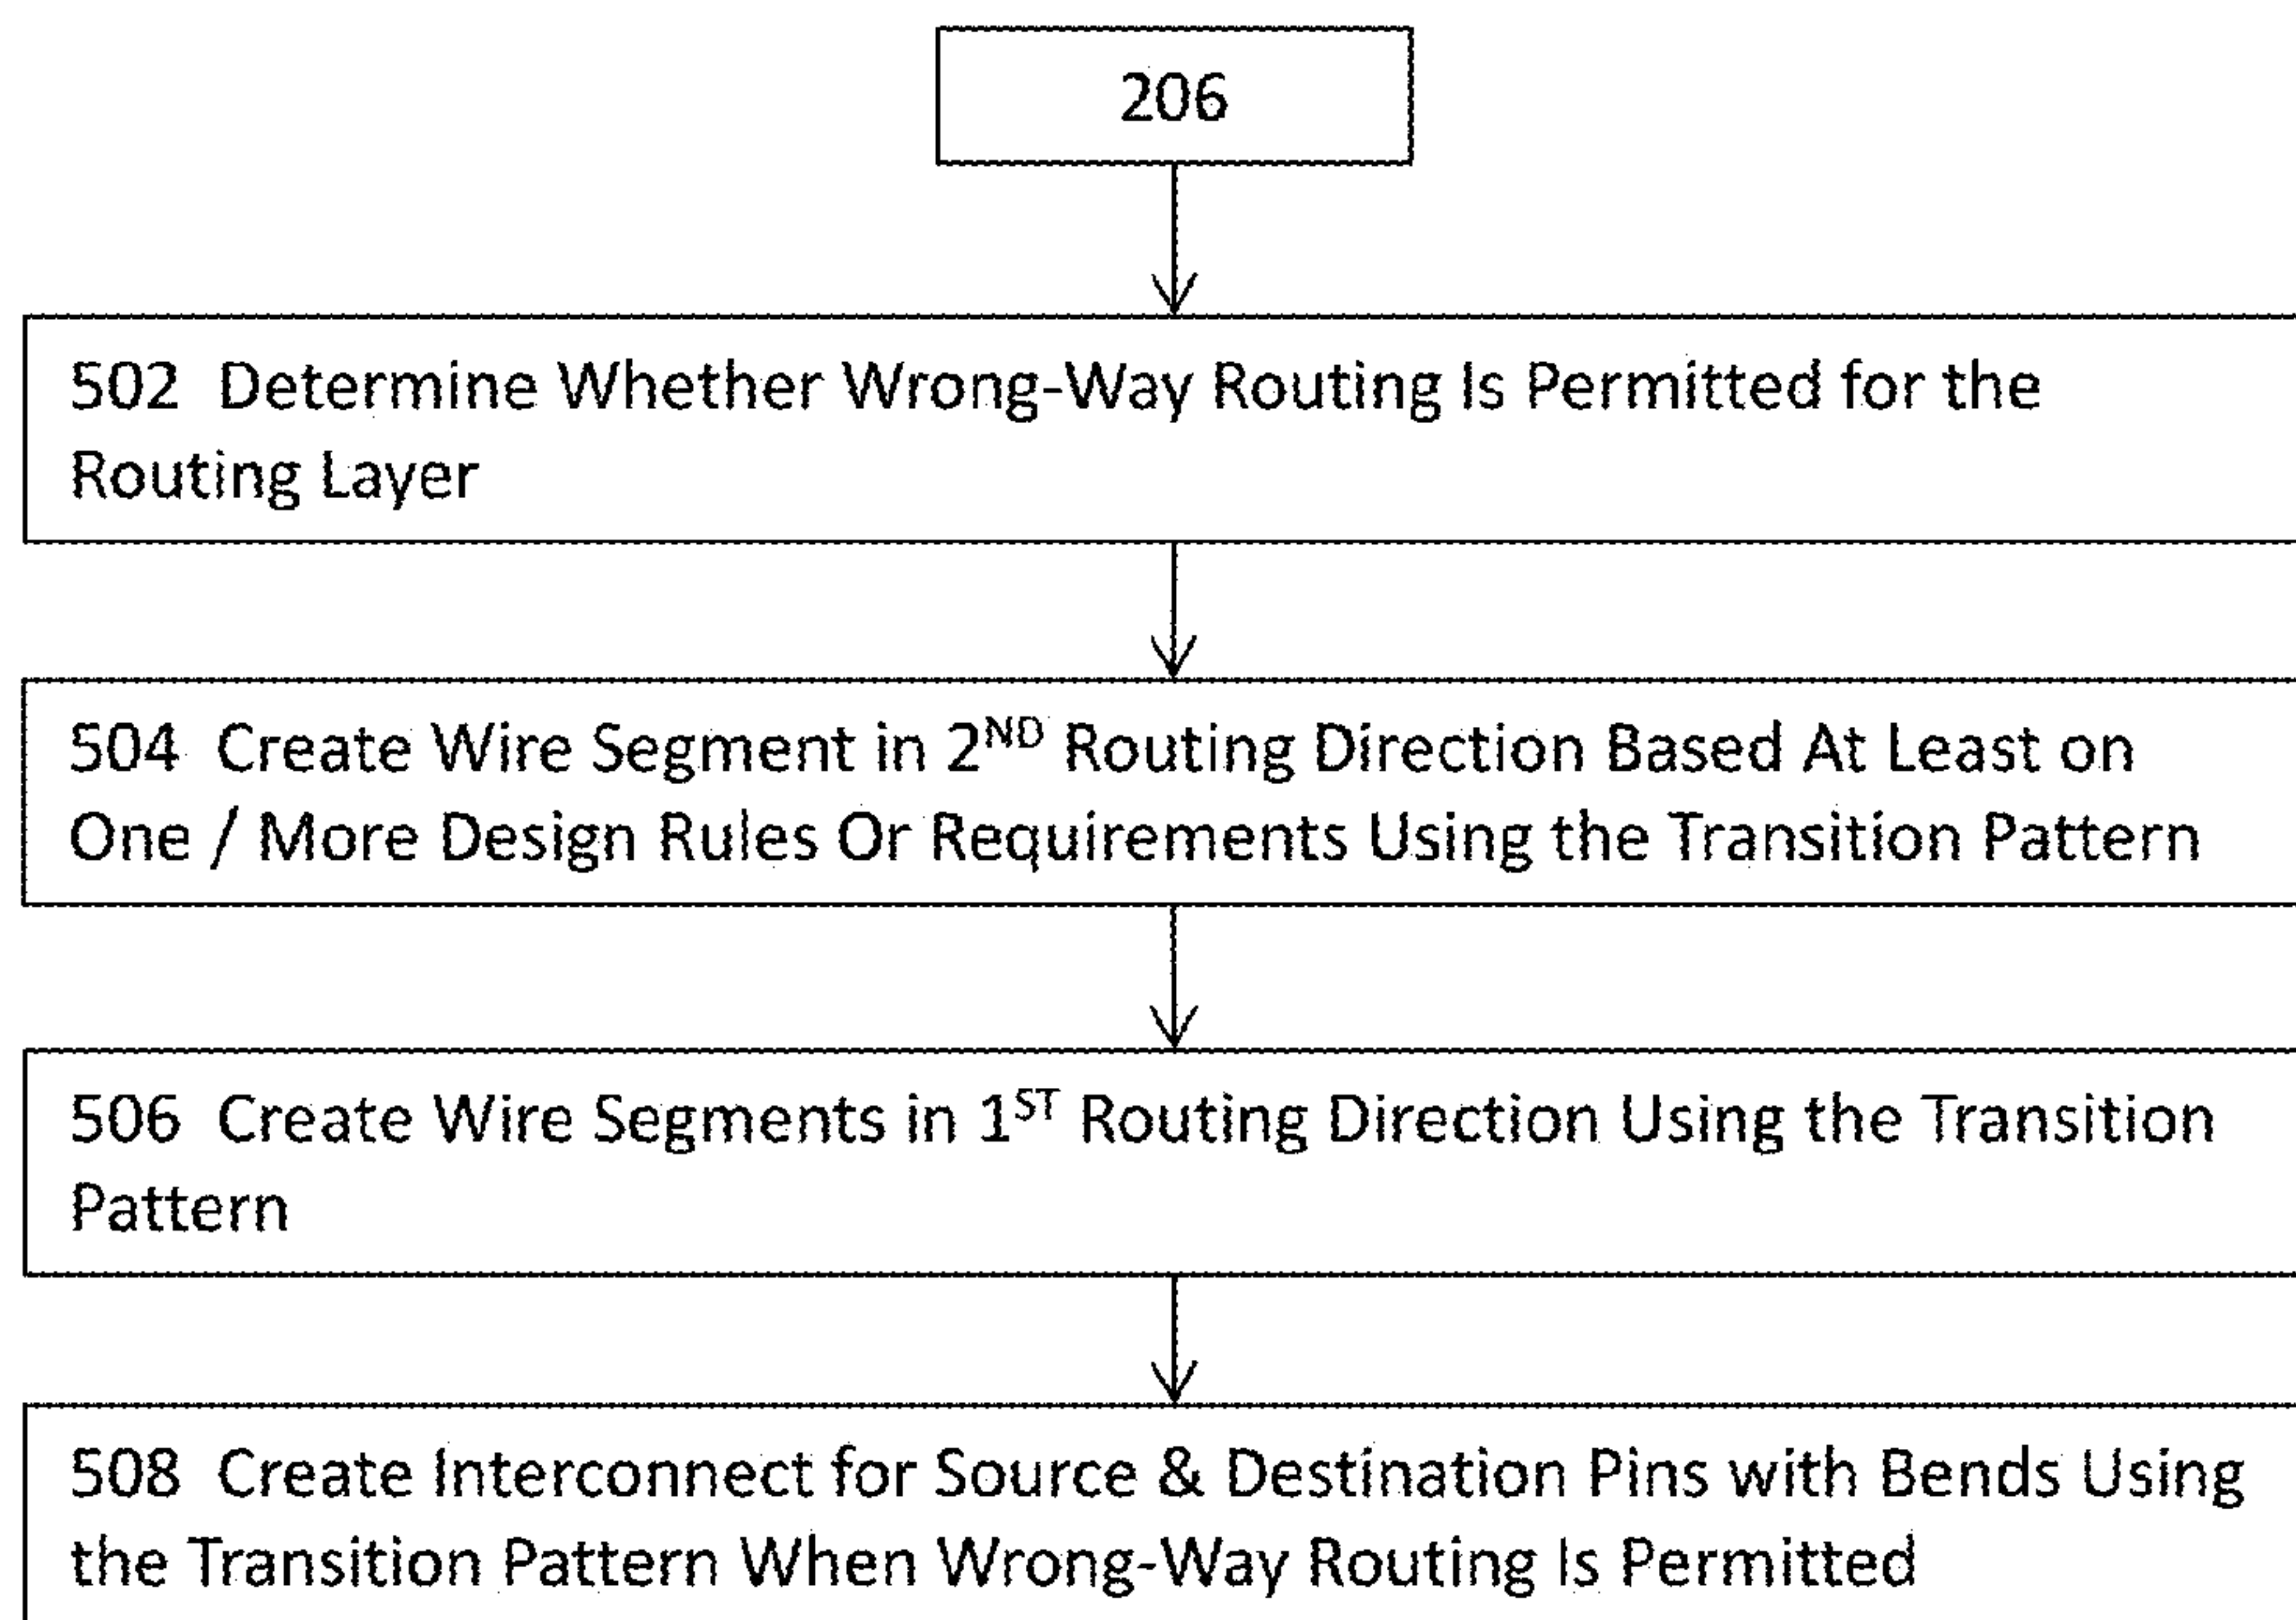 206
502 Determine Whether Wrong-Way Routing Is Permitted for the
Routing Layer
504 Create Wire Segment in 2ND Routing Direction Based At Least on
One / More Design Rules Or Requirements Using the Transition Pattern
506 Create Wire Segments in 1ST Routing Direction Using the Transition
Pattern
508 Create Interconnect for Source & Destination Pins with Bends Using
the Transition Pattern When Wrong-Way Routing Is Permitted